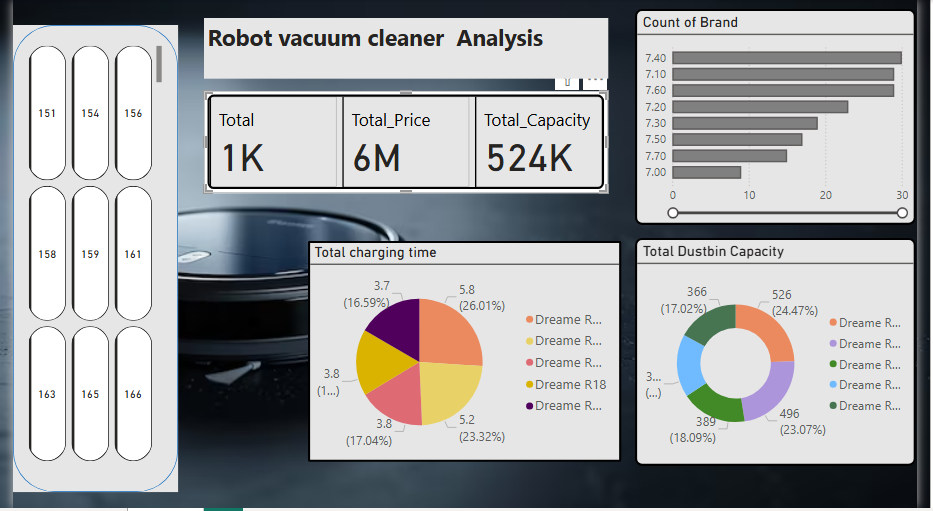 Robot vacuum cleaner Analysis
151 154 156
158 159 161
163 165 166
Total Total_Price Total_Capacity
1K 6M 524K
Count of Brand
7.40
7.10
7.60
7.20
7.30
7.50
7.70
7.00
0 10 20 30
Total charging time
3.7
(16.59%)
5.8
(26.01%)
3.8
(1...)
3.8
(17.04%)
5.2
(23.32%)
Dreame R...
Dreame R...
Dreame R...
Dreame R18
Dreame R...
Total Dustbin Capacity
366
(17.02%)
526
(24.47%)
3...
(...)
389
(18.09%)
496
(23.07%)
Dreame R...
Dreame R...
Dreame R...
Dreame R...
Dreame R...